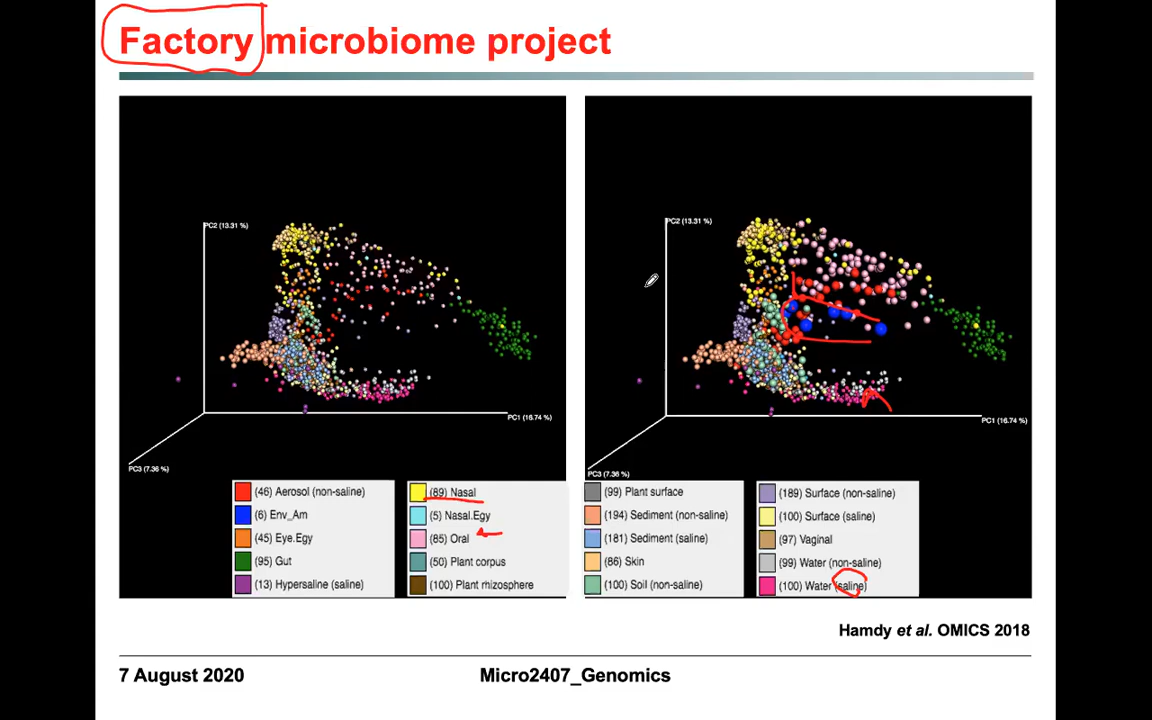 Factory microbiome project
PC2 (13.31 %)
PC1 (16.74 %)
PC3 (7.36 %)
PC2 (13.31 %)
PC1 (16.74 %)
PC3 (7.36 %)
(46) Aerosol (non-saline)
(6) Env_Am
(45) Eye.Egy
(95) Gut
(13) Hypersaline (saline)
(89) Nasal
(5) Nasal.Egy
(85) Oral
(50) Plant corpus
(100) Plant rhizosphere
(99) Plant surface
(194) Sediment (non-saline)
(181) Sediment (saline)
(86) Skin
(100) Soil (non-saline)
(189) Surface (non-saline)
(100) Surface (saline)
(97) Vaginal
(99) Water (non-saline)
(100) Water (saline)
Hamdy et al. OMICS 2018
7 August 2020
Micro2407_Genomics